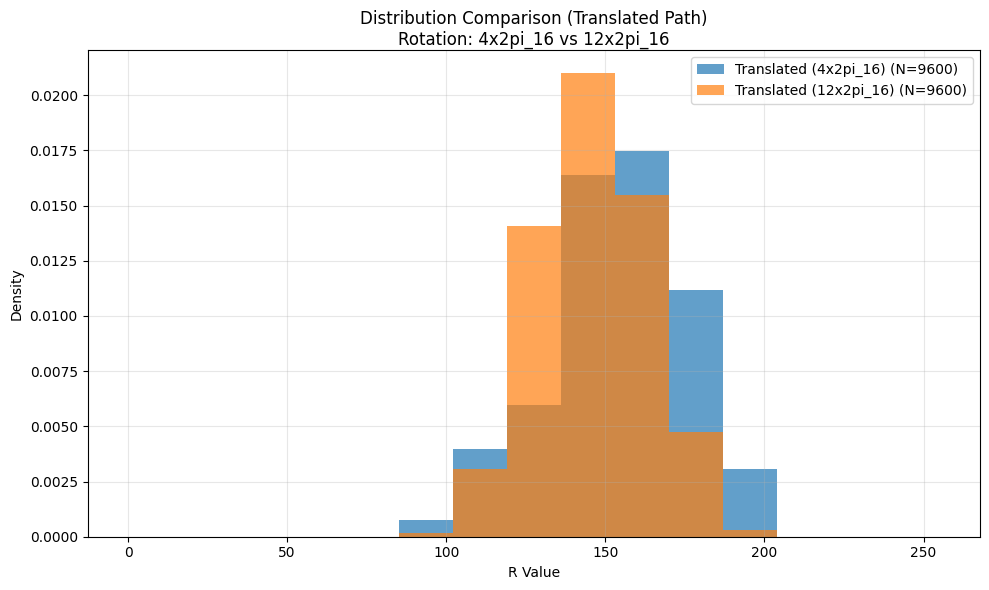 Distribution Comparison (Translated Path)
Rotation: 4x2pi_16 vs 12x2pi_16
Translated (4x2pi_16) (N=9600)
Translated (12x2pi_16) (N=9600)
0.0200
0.0175
0.0150
0.0125
0.0100
0.0075
0.0050
0.0025
0.0000
Density
0 50 100 150 200 250
R Value